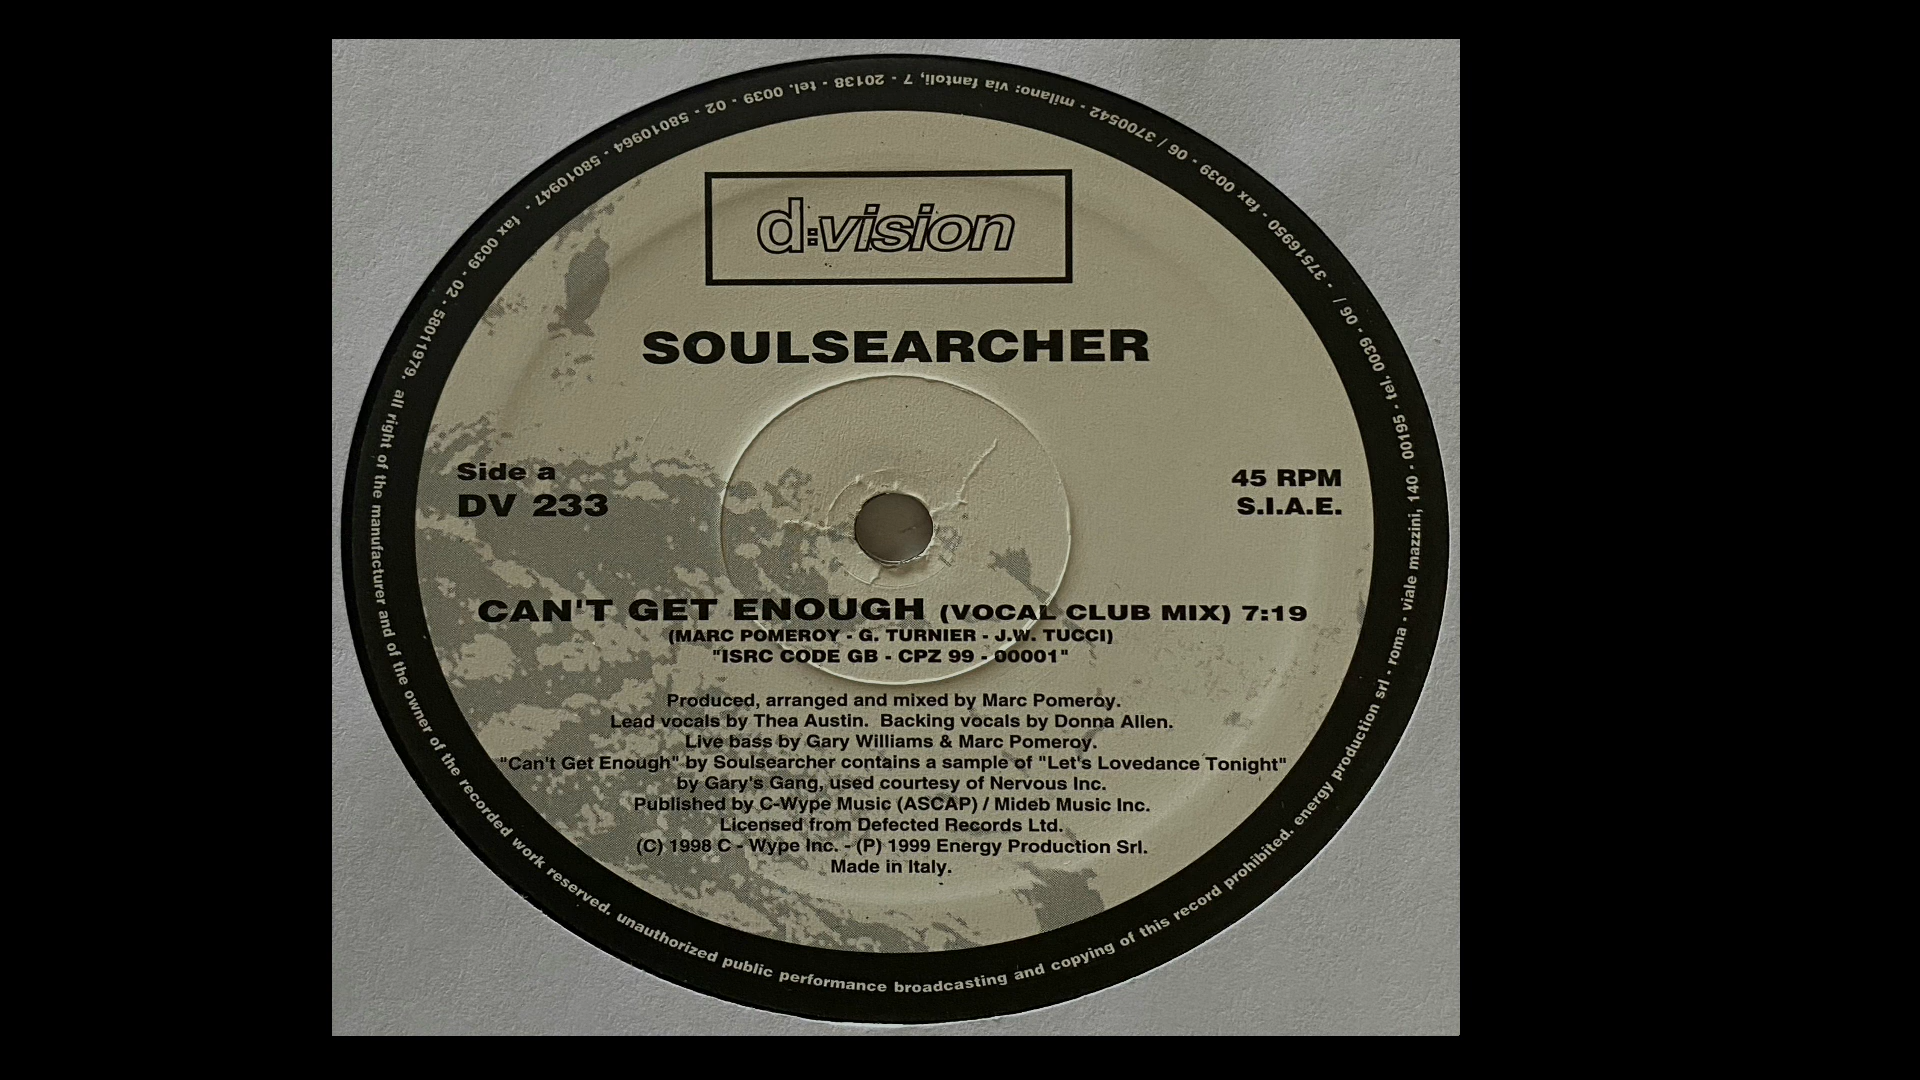 d:vision
SOULSEARCHER
Side a
DV 233
45 RPM
S.I.A.E.
CAN'T GET ENOUGH (VOCAL CLUB MIX) 7:19
(MARC POMEROY - G. TURNIER - J.W. TUCCI)
"ISRC CODE GB - CPZ 99 - 00001"
Produced, arranged and mixed by Marc Pomeroy.
Lead vocals by Thea Austin. Backing vocals by Donna Allen.
Live bass by Gary Williams & Marc Pomeroy.
"Can't Get Enough" by Soulsearcher contains a sample of "Let's Lovedance Tonight"
by Gary's Gang, used courtesy of Nervous Inc.
Published by C-Wype Music (ASCAP) / Mideb Music Inc.
Licensed from Defected Records Ltd.
(C) 1998 C - Wype Inc. - (P) 1999 Energy Production Srl.
Made in Italy.
all right of the manufacturer and of the owner of the recorded work reserved. unauthorized public performance broadcasting and copying of this record prohibited. energy production srl - roma - viale mazzini, 140 - 00195 - tel. 0039 - 06 / 37516950 - fax 0039 - 06 / 3700542 - milano: via fantoli, 7 - 20138 - tel. 0039 - 02 - 58010964 - 58010947 - fax 0039 - 02 - 58011979.